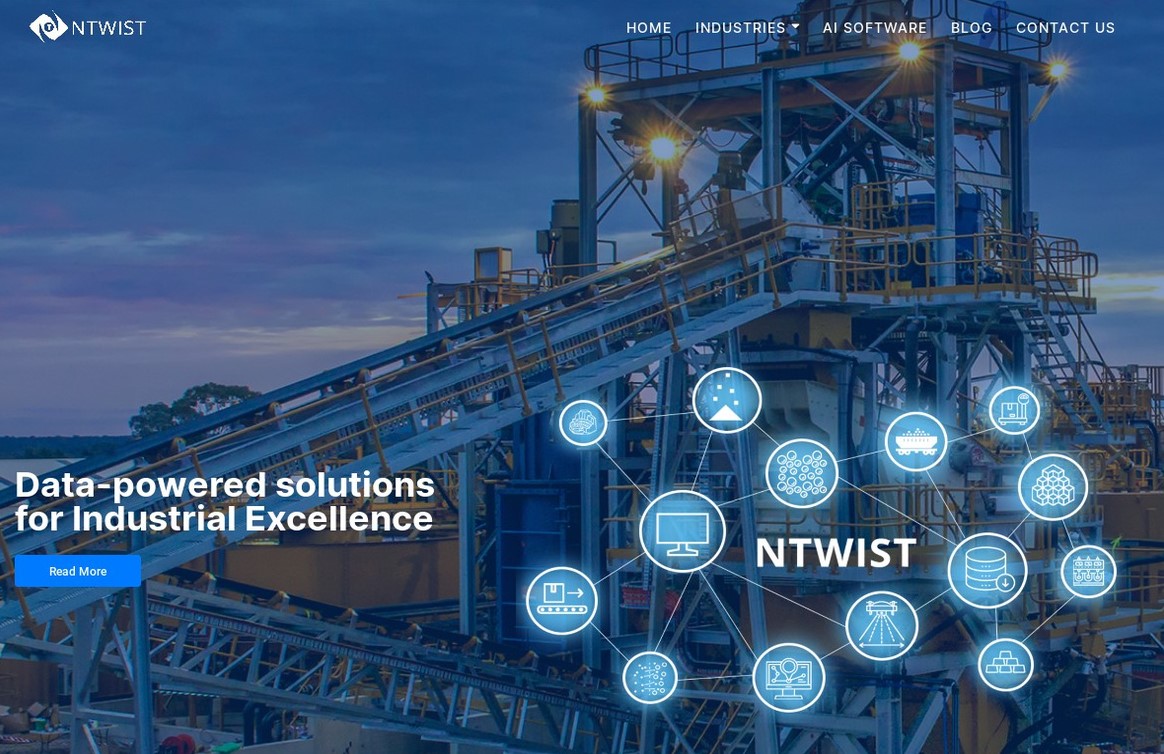 NTWIST
HOME
INDUSTRIES
AI SOFTWARE
BLOG
CONTACT US
Data-powered solutions
for Industrial Excellence
Read More
NTWIST